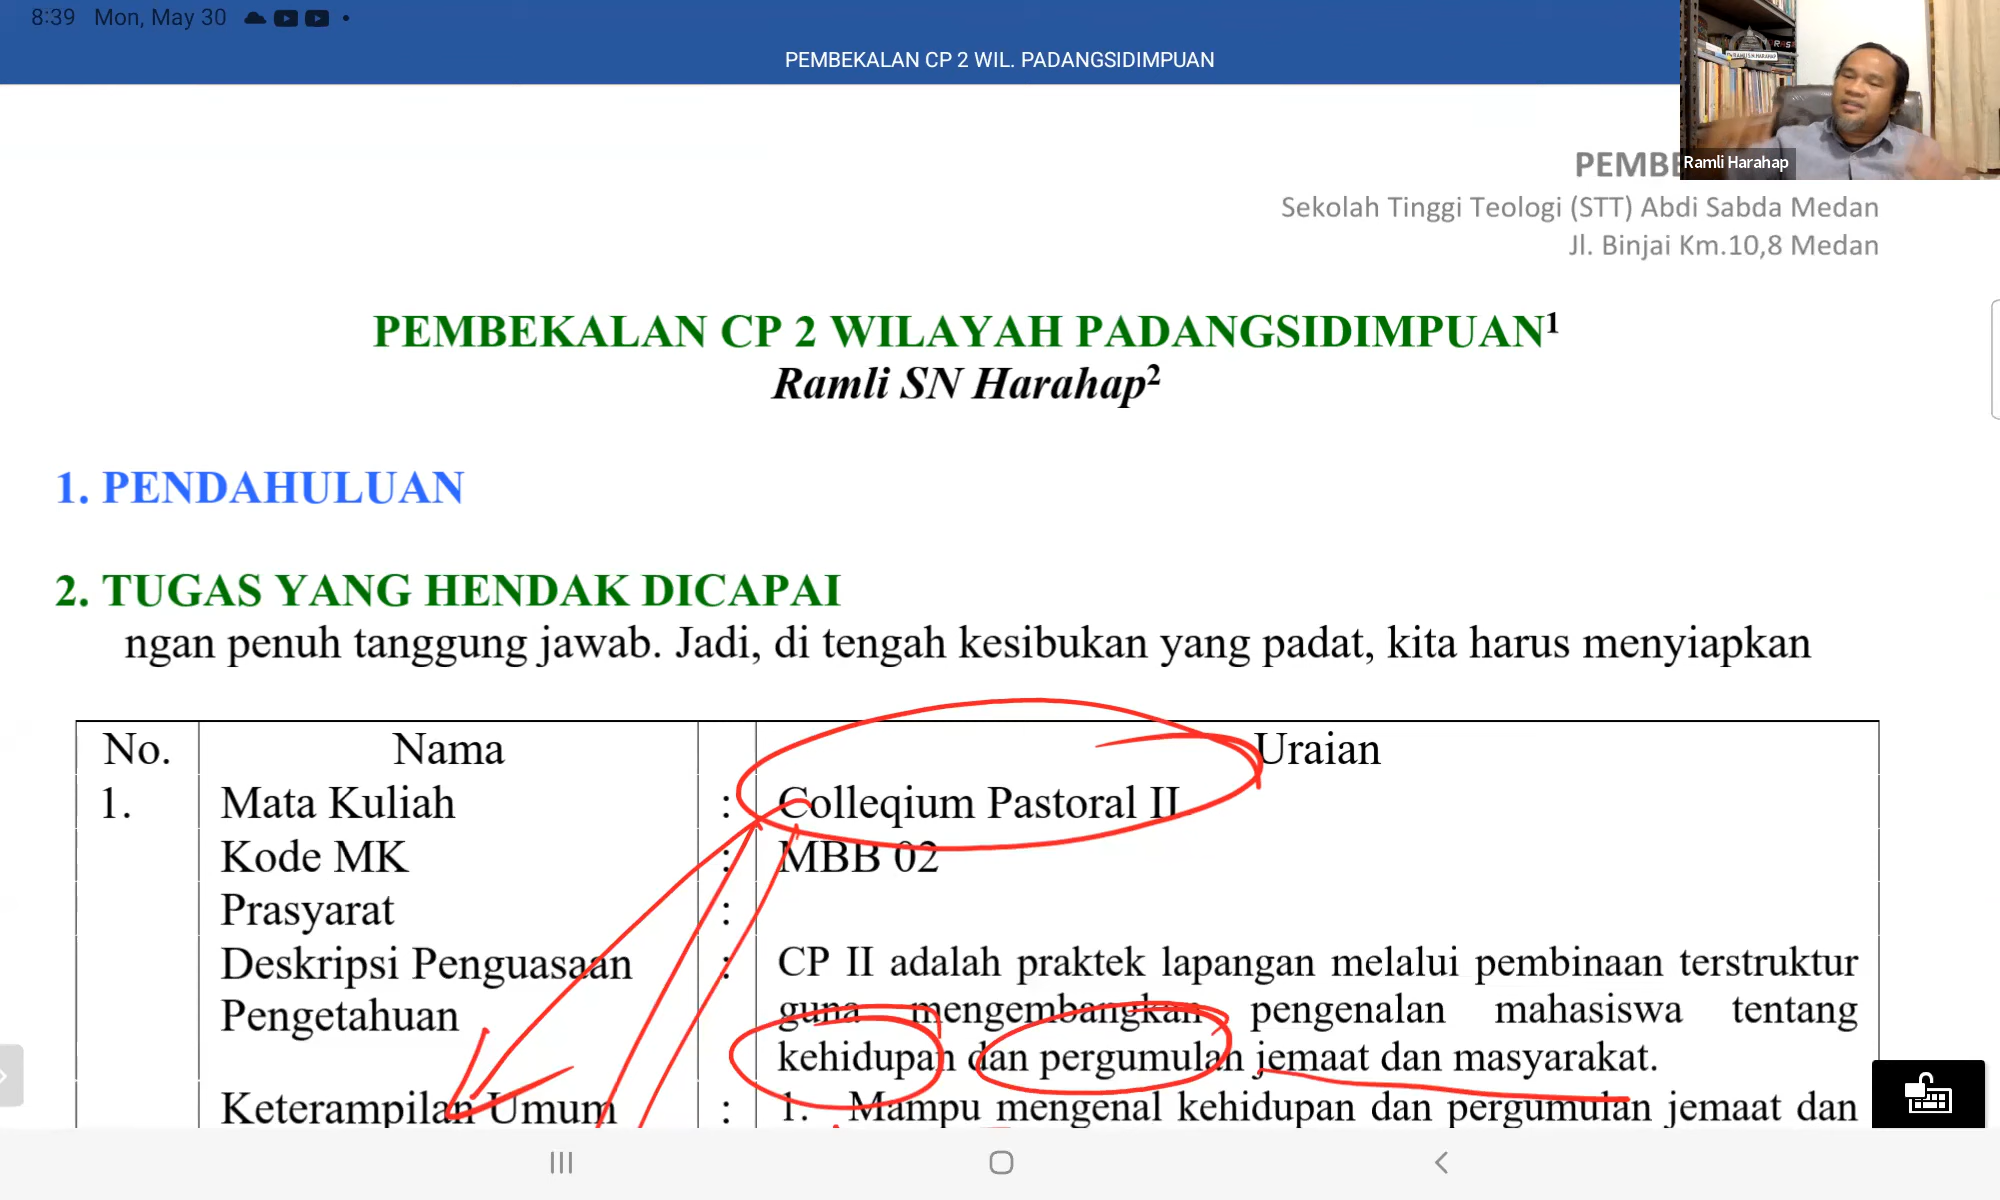 8:39 Mon, May 30
PEMBEKALAN CP 2 WIL. PADANGSIDIMPUAN
Ramli Harahap
PEMBE
Sekolah Tinggi Teologi (STT) Abdi Sabda Medan
Jl. Binjai Km.10,8 Medan
PEMBEKALAN CP 2 WILAYAH PADANGSIDIMPUAN¹
Ramli SN Harahap²
1. PENDAHULUAN
2. TUGAS YANG HENDAK DICAPAI
ngan penuh tanggung jawab. Jadi, di tengah kesibukan yang padat, kita harus menyiapkan
No. Nama Uraian
1. Mata Kuliah : Colleqium Pastoral II
Kode MK : MBB 02
Prasyarat :
Deskripsi Penguasaan : CP II adalah praktek lapangan melalui pembinaan terstruktur
Pengetahuan guna mengembangkan pengenalan mahasiswa tentang
kehidupan dan pergumulan jemaat dan masyarakat.
Keterampilan Umum : 1. Mampu mengenal kehidupan dan pergumulan jemaat dan